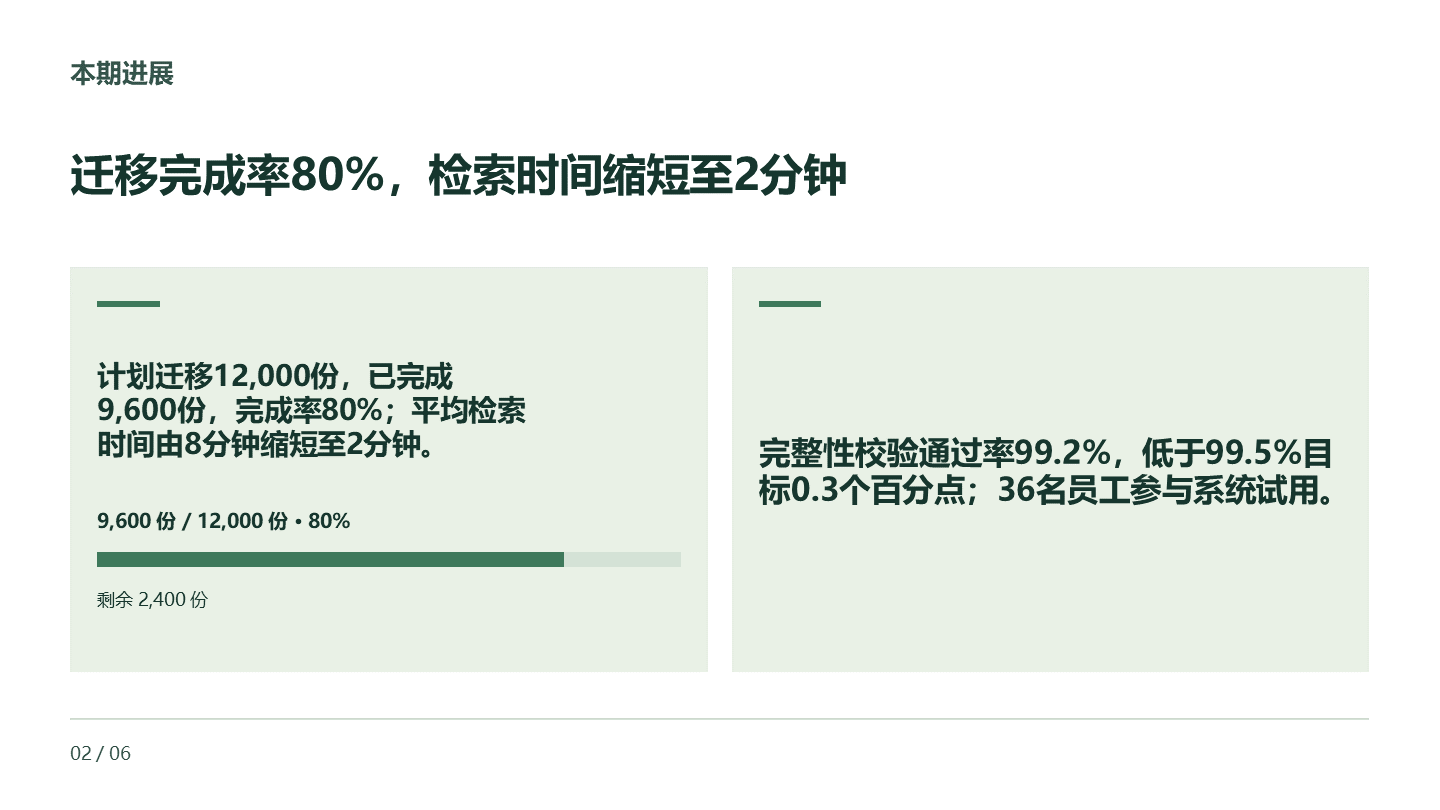 本期进展
迁移完成率80%，检索时间缩短至2分钟
计划迁移12,000份，已完成
9,600份，完成率80%；平均检索
时间由8分钟缩短至2分钟。
9,600 份 / 12,000 份 • 80%
剩余 2,400 份
完整性校验通过率99.2%，低于99.5%目
标0.3个百分点；36名员工参与系统试用。
02 / 06